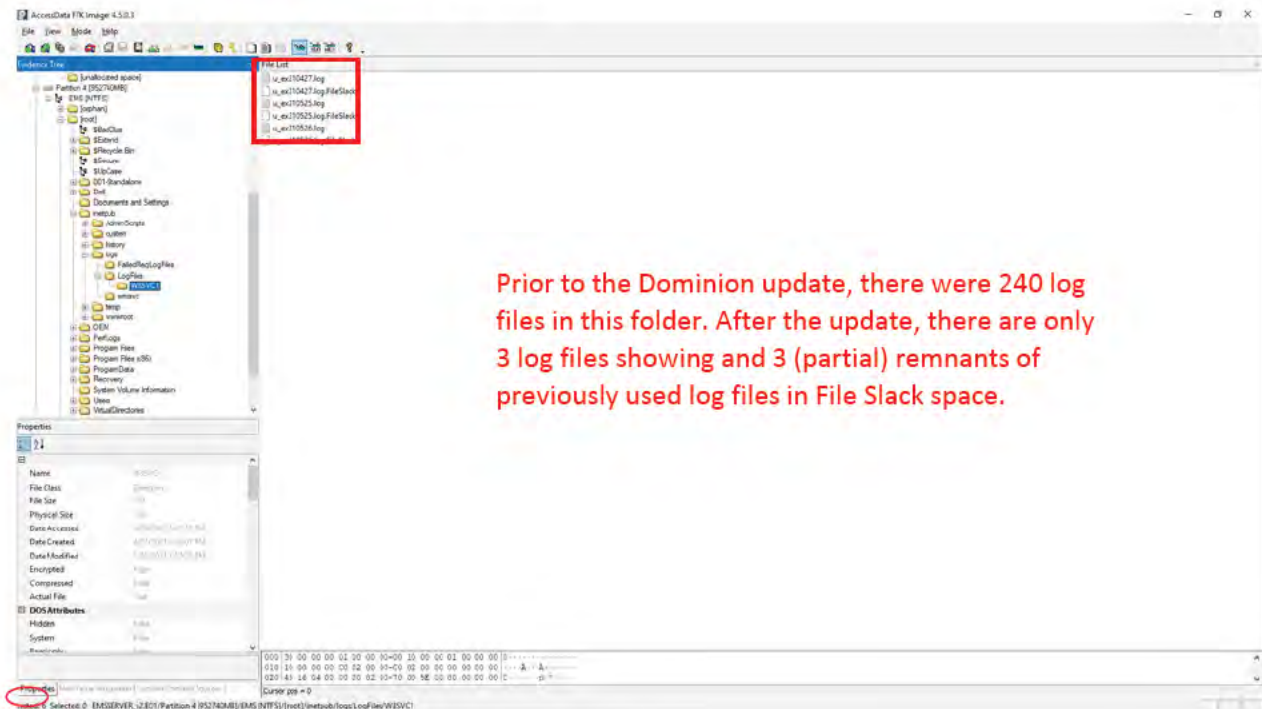 AccessData FTK Imager 4.5.0.3
File View Mode Help
Evidence Tree
File List
[unallocated space]
Partition 4 [952740MB]
EMS [NTFS]
[orphan]
[root]
$BadClus
$Extend
$Recycle.Bin
$Secure
$UpCase
001-Standalone
Dell
Documents and Settings
inetpub
AdminScripts
custerr
history
logs
FailedReqLogFiles
LogFiles
W3SVC1
wmsvc
temp
wwwroot
OEM
PerfLogs
Program Files
Program Files (x86)
ProgramData
Recovery
System Volume Information
Users
VirtualDirectories
u_ex210427.log
u_ex210427.log.FileSlack
u_ex210525.log
u_ex210525.log.FileSlack
u_ex210526.log
Prior to the Dominion update, there were 240 log
files in this folder. After the update, there are only
3 log files showing and 3 (partial) remnants of
previously used log files in File Slack space.
Properties
Name
File Class
File Size
Physical Size
Date Accessed
Date Created
Date Modified
Encrypted
Compressed
Actual File
DOS Attributes
Hidden
System
Properties
Cursor pos = 0
Selected: 0 EMSSERVER_v2.E01/Partition 4 [952740MB]/EMS [NTFS]/[root]/inetpub/logs/LogFiles/W3SVC1